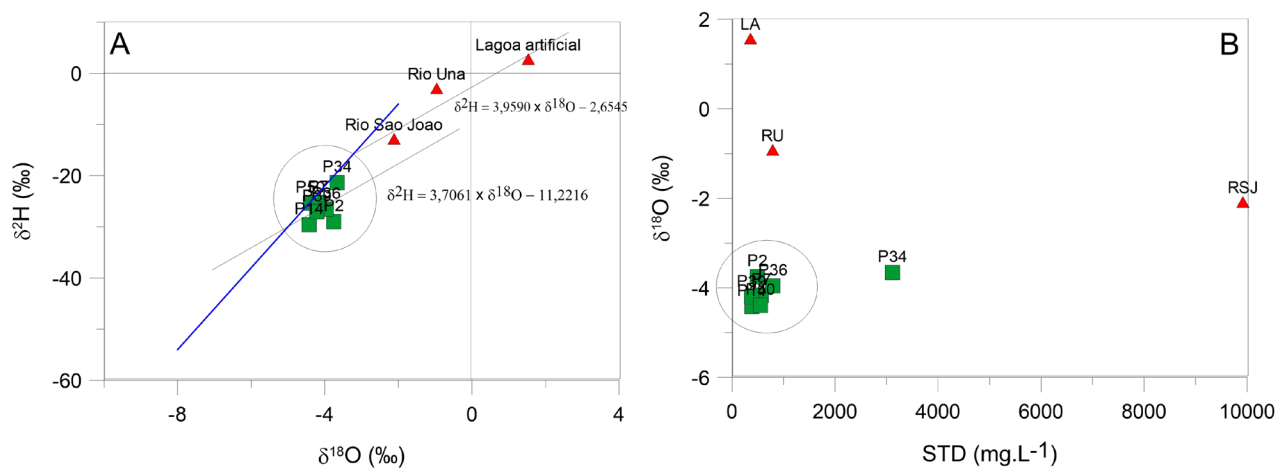 A
Lagoa artificial
0
Rio Una
δ²H = 3,9590 x δ¹⁸O – 2,6545
Rio Sao Joao
-20
P34
δ²H = 3,7061 x δ¹⁸O – 11,2216
P2
-40
-60
-8
-4
0
4
δ¹⁸O (‰)
δ²H (‰)
2
LA
B
0
RU
-2
RSJ
P2
P36
P34
-4
-6
0
2000
4000
6000
8000
10000
STD (mg.L-1)
δ¹⁸O (‰)